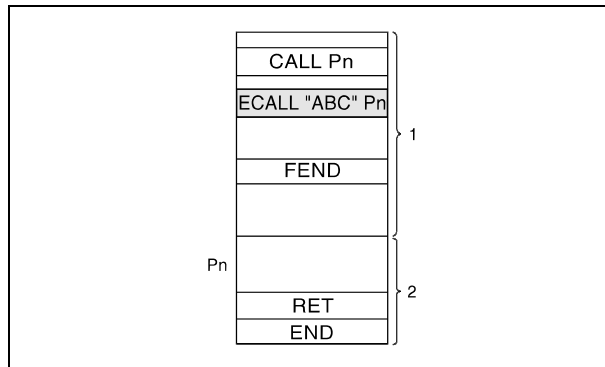 CALL Pn
ECALL "ABC" Pn
1
FEND
Pn
2
RET
END